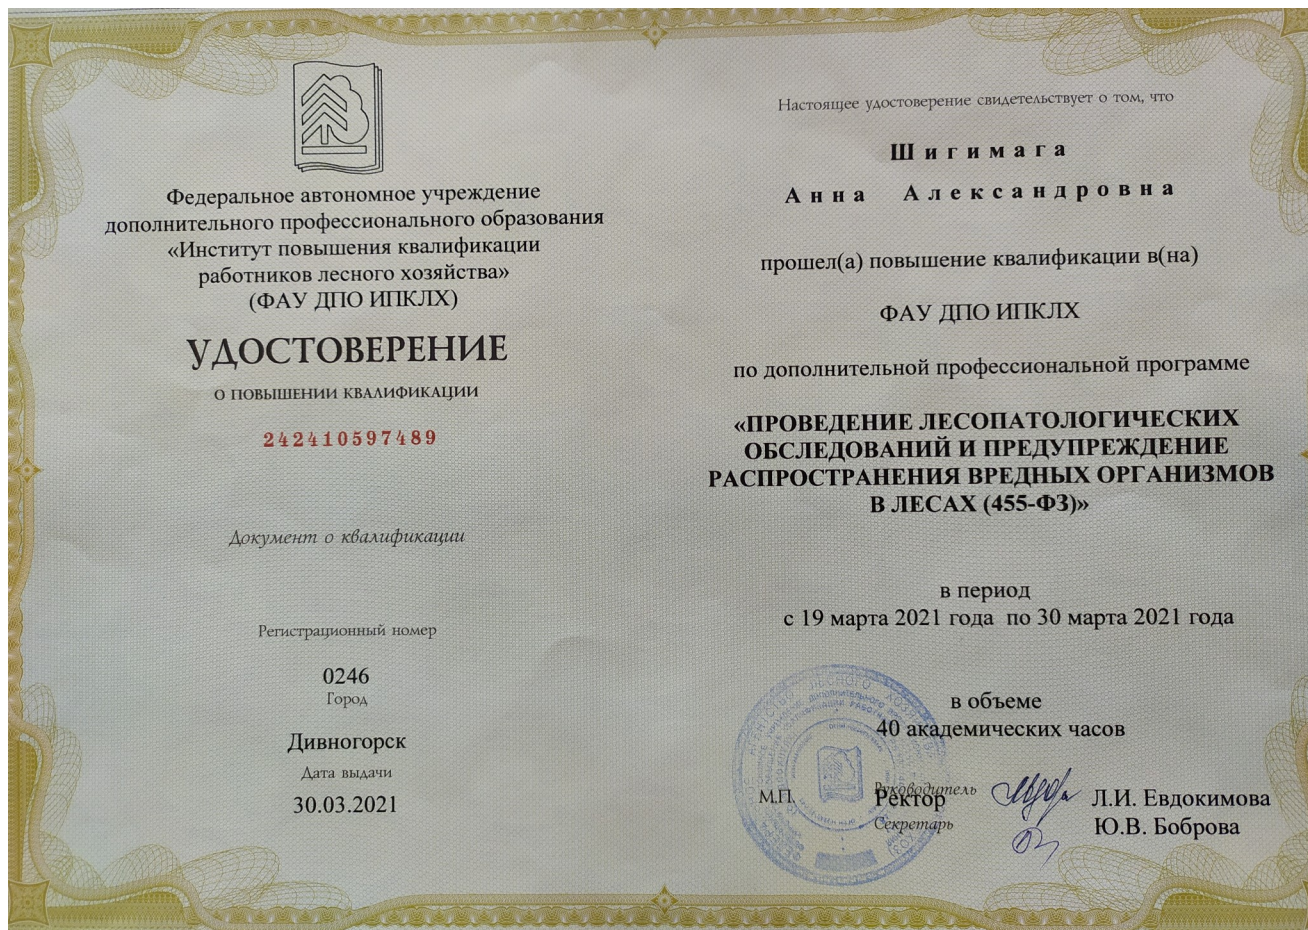 Федеральное автономное учреждение
дополнительного профессионального образования
«Институт повышения квалификации
работников лесного хозяйства»
(ФАУ ДПО ИПКЛХ)
УДОСТОВЕРЕНИЕ
О ПОВЫШЕНИИ КВАЛИФИКАЦИИ
242410597489
Документ о квалификации
Регистрационный номер
0246
Город
Дивногорск
Дата выдачи
30.03.2021
Настоящее удостоверение свидетельствует о том, что
Шигимага
Анна Александровна
прошел(а) повышение квалификации в(на)
ФАУ ДПО ИПКЛХ
по дополнительной профессиональной программе
«ПРОВЕДЕНИЕ ЛЕСОПАТОЛОГИЧЕСКИХ
ОБСЛЕДОВАНИЙ И ПРЕДУПРЕЖДЕНИЕ
РАСПРОСТРАНЕНИЯ ВРЕДНЫХ ОРГАНИЗМОВ
В ЛЕСАХ (455-ФЗ)»
в период
с 19 марта 2021 года по 30 марта 2021 года
в объеме
40 академических часов
М.П.
Руководитель
Ректор
Л.И. Евдокимова
Секретарь
Ю.В. Боброва
ЛЕСНОГО